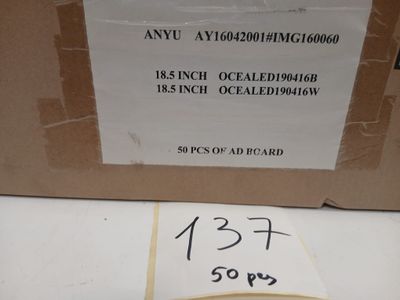 ANYU AY16042001#IMG160060
18.5 INCH OCEALED190416B
18.5 INCH OCEALED190416W
50 PCS OF AD BOARD
137
50 pcs